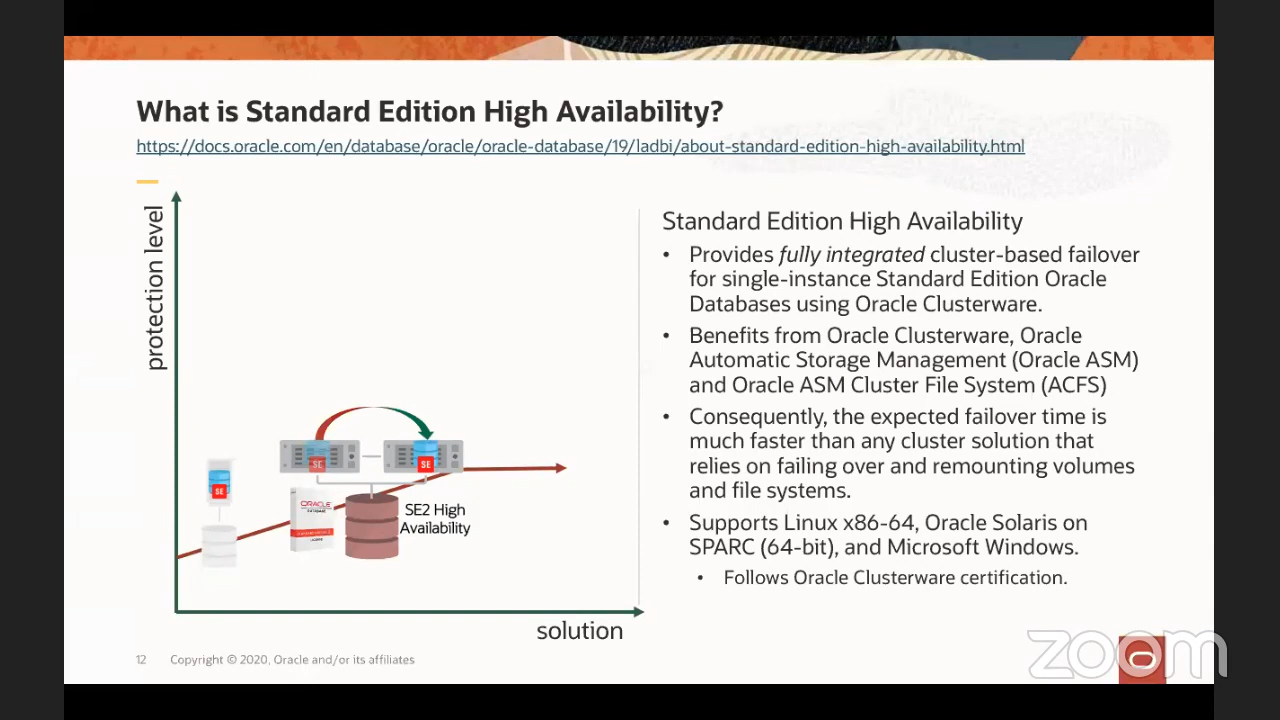 What is Standard Edition High Availability?
https://docs.oracle.com/en/database/oracle/oracle-database/19/ladbi/about-standard-edition-high-availability.html
protection level
SE
SE
SE
ORACLE
SE2 High
Availability
solution
Standard Edition High Availability
• Provides fully integrated cluster-based failover
for single-instance Standard Edition Oracle
Databases using Oracle Clusterware.
• Benefits from Oracle Clusterware, Oracle
Automatic Storage Management (Oracle ASM)
and Oracle ASM Cluster File System (ACFS)
• Consequently, the expected failover time is
much faster than any cluster solution that
relies on failing over and remounting volumes
and file systems.
• Supports Linux x86-64, Oracle Solaris on
SPARC (64-bit), and Microsoft Windows.
• Follows Oracle Clusterware certification.
12 Copyright © 2020, Oracle and/or its affiliates
zoom